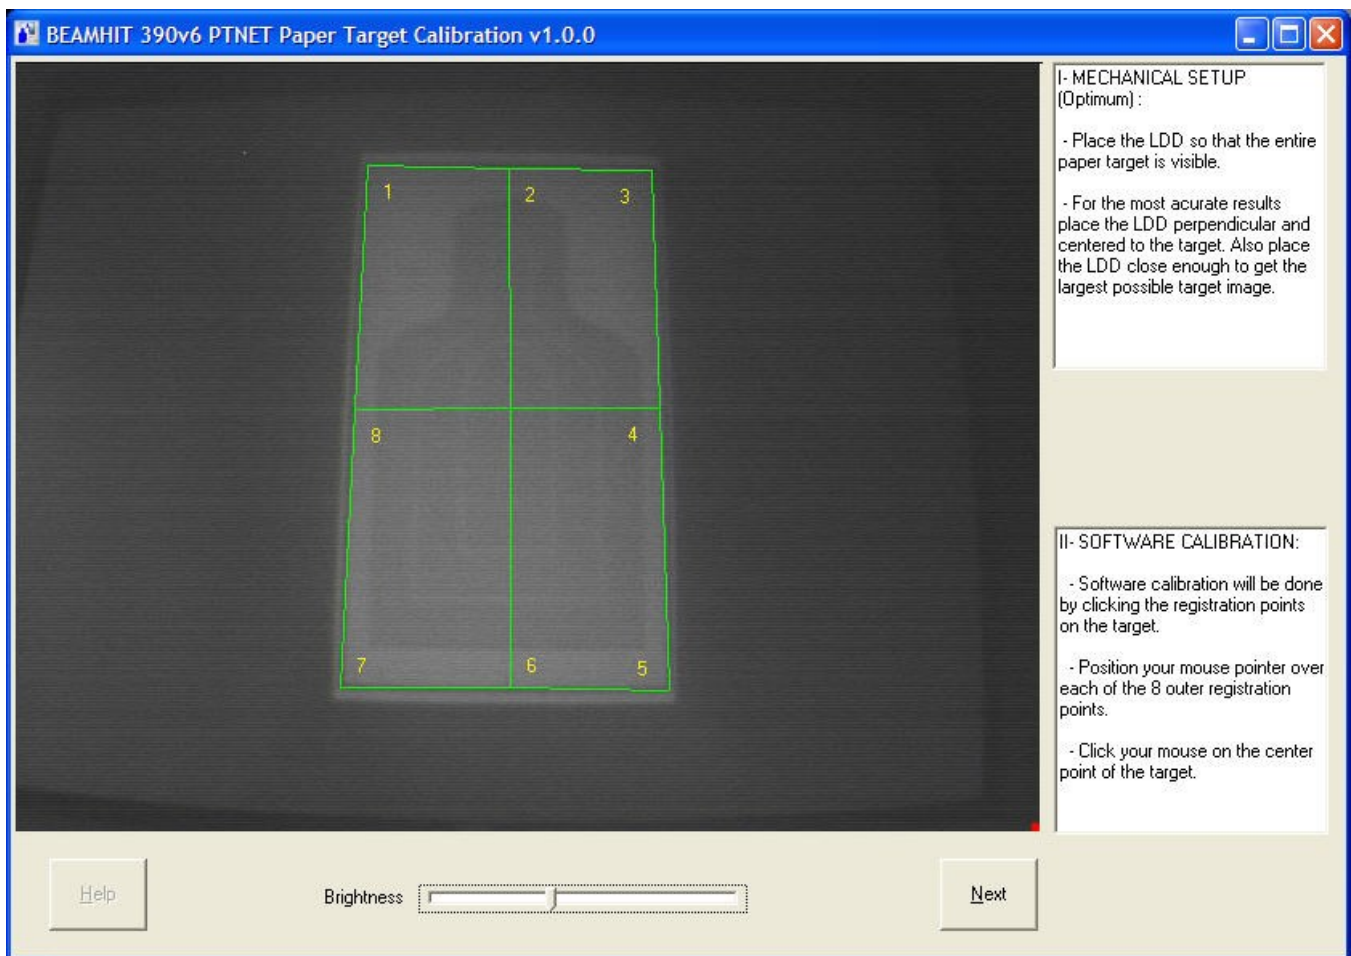 BEAMHIT 390v6 PTNET Paper Target Calibration v1.0.0
1
2
3
8
4
7
6
5
I- MECHANICAL SETUP
(Optimum) :
- Place the LDD so that the entire
paper target is visible.
- For the most acurate results
place the LDD perpendicular and
centered to the target. Also place
the LDD close enough to get the
largest possible target image.
II- SOFTWARE CALIBRATION:
- Software calibration will be done
by clicking the registration points
on the target.
- Position your mouse pointer over
each of the 8 outer registration
points.
- Click your mouse on the center
point of the target.
Help
Brightness
Next